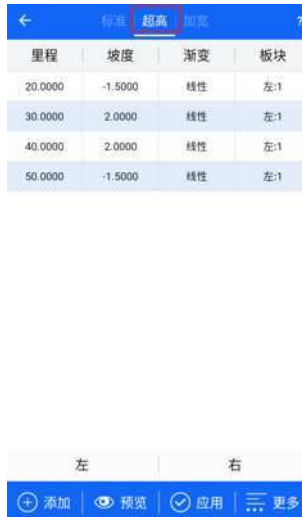 标准 超高 加宽 ?
里程 坡度 渐变 板块
20.0000 -1.5000 线性 左:1
30.0000 2.0000 线性 左:1
40.0000 2.0000 线性 左:1
50.0000 -1.5000 线性 左:1
左 右
添加 预览 应用 更多